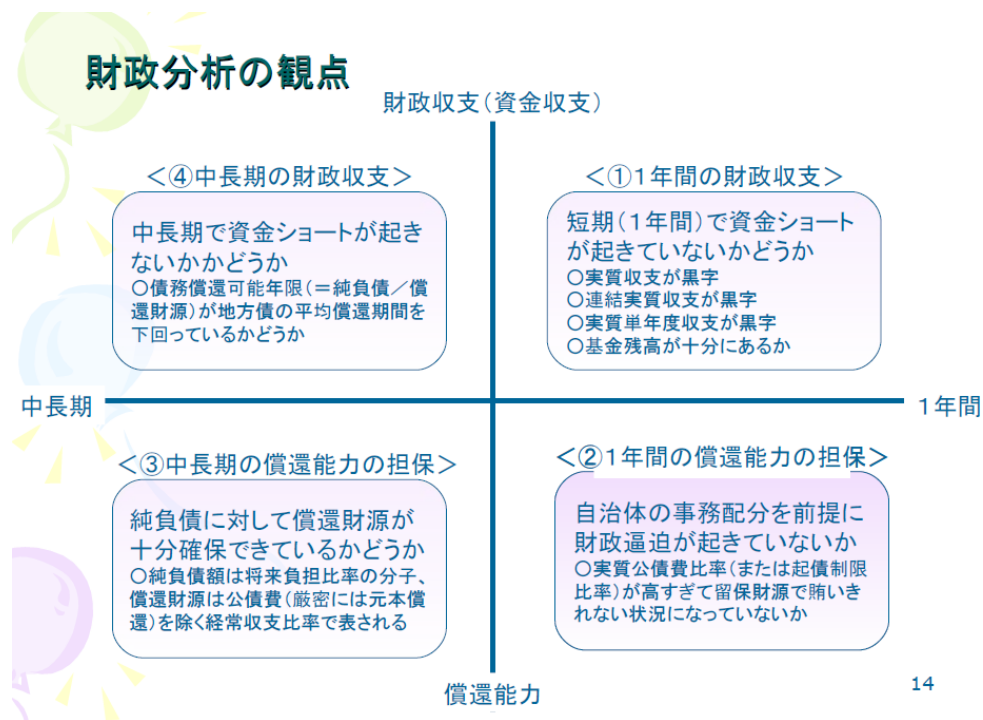 財政分析の観点
財政収支(資金収支)
＜④中長期の財政収支＞
中長期で資金ショートが起き
ないかかどうか
○債務償還可能年限(＝純負債／償
還財源)が地方債の平均償還期間を
下回っているかどうか
＜①1年間の財政収支＞
短期(1年間)で資金ショート
が起きていないかどうか
○実質収支が黒字
○連結実質収支が黒字
○実質単年度収支が黒字
○基金残高が十分にあるか
中長期
1年間
＜③中長期の償還能力の担保＞
純負債に対して償還財源が
十分確保できているかどうか
○純負債額は将来負担比率の分子、
償還財源は公債費(厳密には元本償
還)を除く経常収支比率で表される
＜②1年間の償還能力の担保＞
自治体の事務配分を前提に
財政逼迫が起きていないか
○実質公債費比率(または起債制限
比率)が高すぎて留保財源で賄いき
れない状況になっていないか
償還能力
14